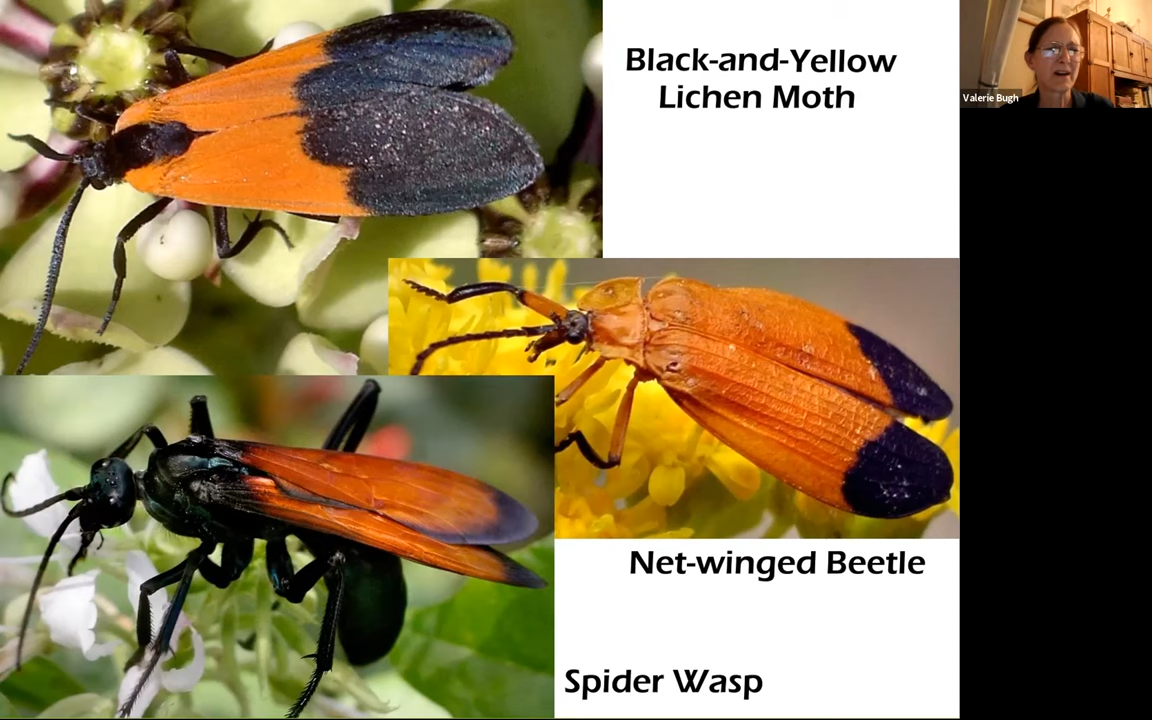 Black-and-Yellow
Lichen Moth
Valerie Bugh
Net-winged Beetle
Spider Wasp